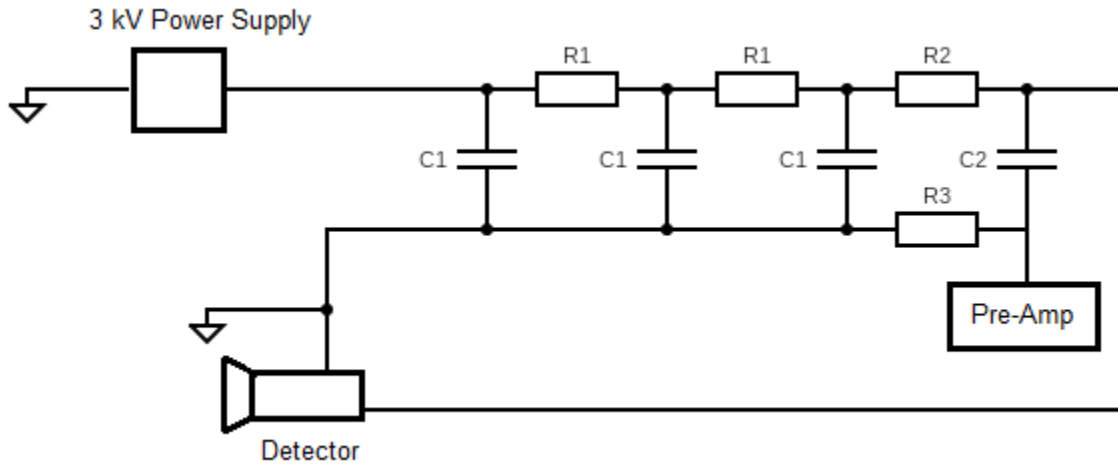 3 kV Power Supply
R1
R1
R2
C1
C1
C1
C2
R3
Pre-Amp
Detector